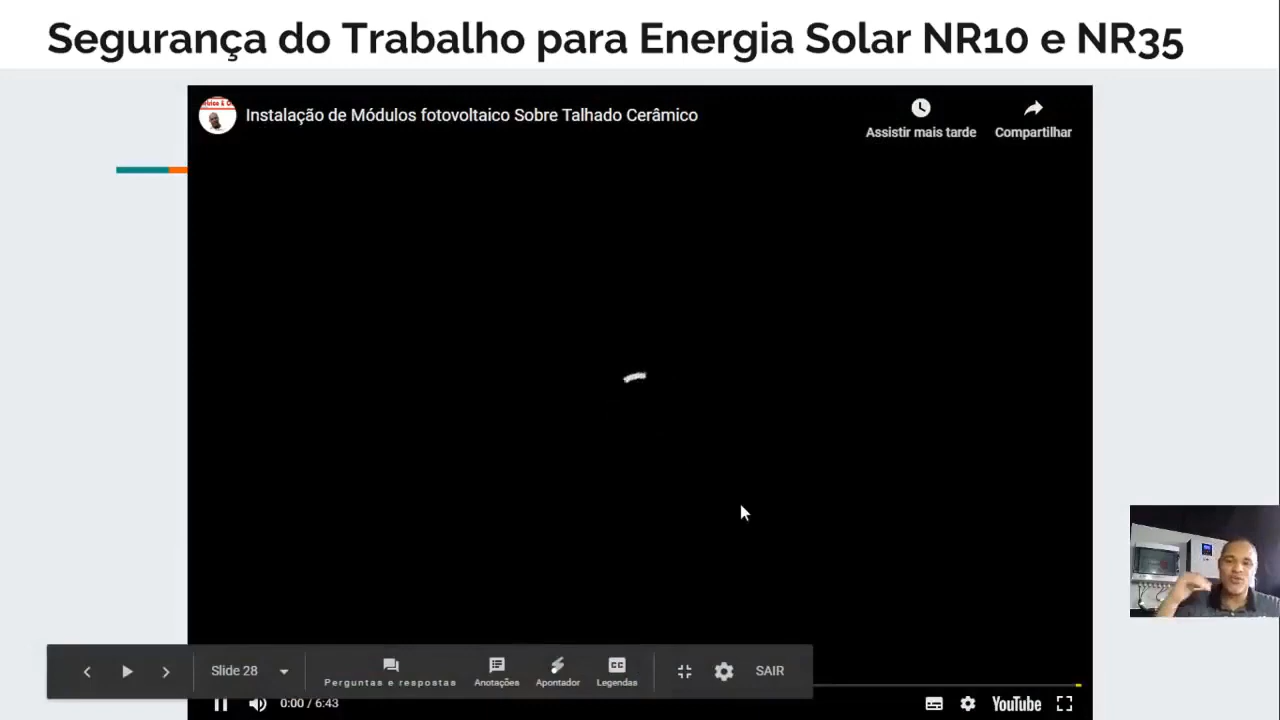 Segurança do Trabalho para Energia Solar NR10 e NR35
Instalação de Módulos fotovoltaico Sobre Talhado Cerâmico
Assistir mais tarde
Compartilhar
Slide 28
Perguntas e respostas
Anotações
Apontador
Legendas
SAIR
0:00 / 6:43
YouTube